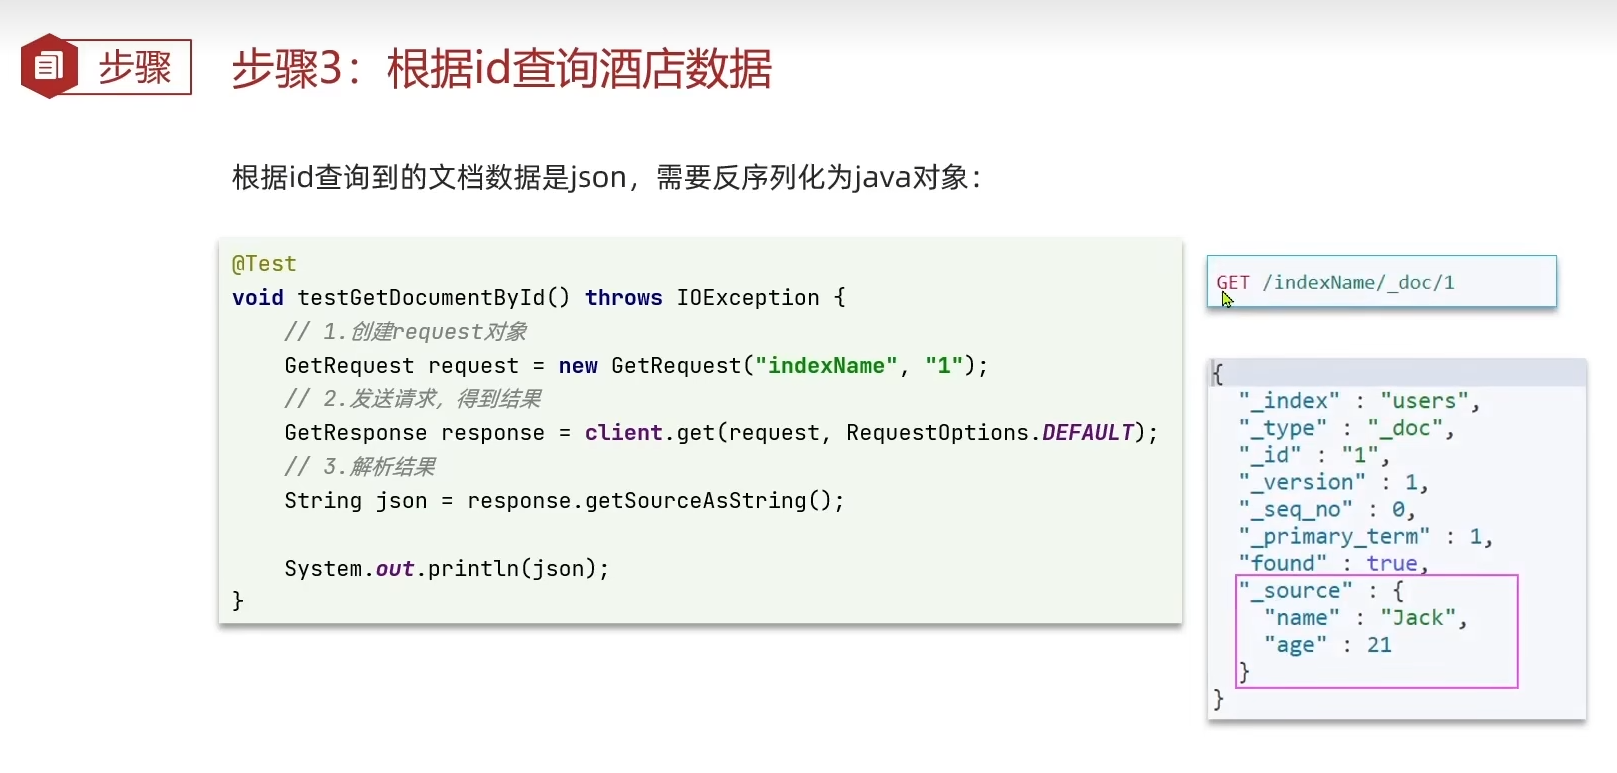 步骤
步骤3：根据id查询酒店数据
根据id查询到的文档数据是json，需要反序列化为java对象：
@Test
void testGetDocumentById() throws IOException {
    // 1.创建request对象
    GetRequest request = new GetRequest("indexName", "1");
    // 2.发送请求，得到结果
    GetResponse response = client.get(request, RequestOptions.DEFAULT);
    // 3.解析结果
    String json = response.getSourceAsString();
    System.out.println(json);
}
GET /indexName/_doc/1
{
  "_index" : "users",
  "_type" : "_doc",
  "_id" : "1",
  "_version" : 1,
  "_seq_no" : 0,
  "_primary_term" : 1,
  "found" : true,
  "_source" : {
    "name" : "Jack",
    "age" : 21
  }
}